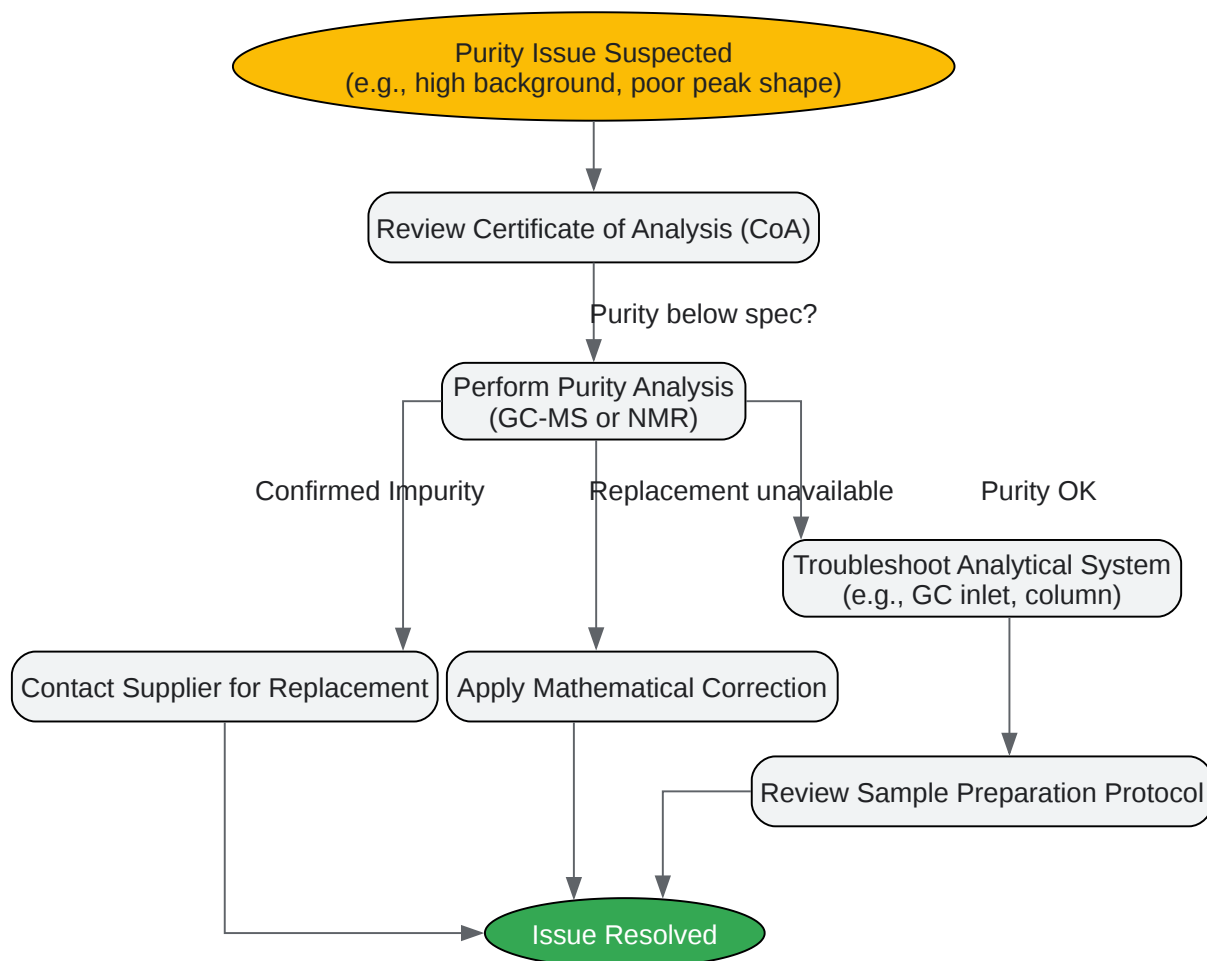 Purity Issue Suspected
(e.g., high background, poor peak shape)
Review Certificate of Analysis (CoA)
Purity below spec?
Perform Purity Analysis
(GC-MS or NMR)
Confirmed Impurity
Replacement unavailable
Purity OK
Troubleshoot Analytical System
(e.g., GC inlet, column)
Contact Supplier for Replacement
Apply Mathematical Correction
Review Sample Preparation Protocol
Issue Resolved